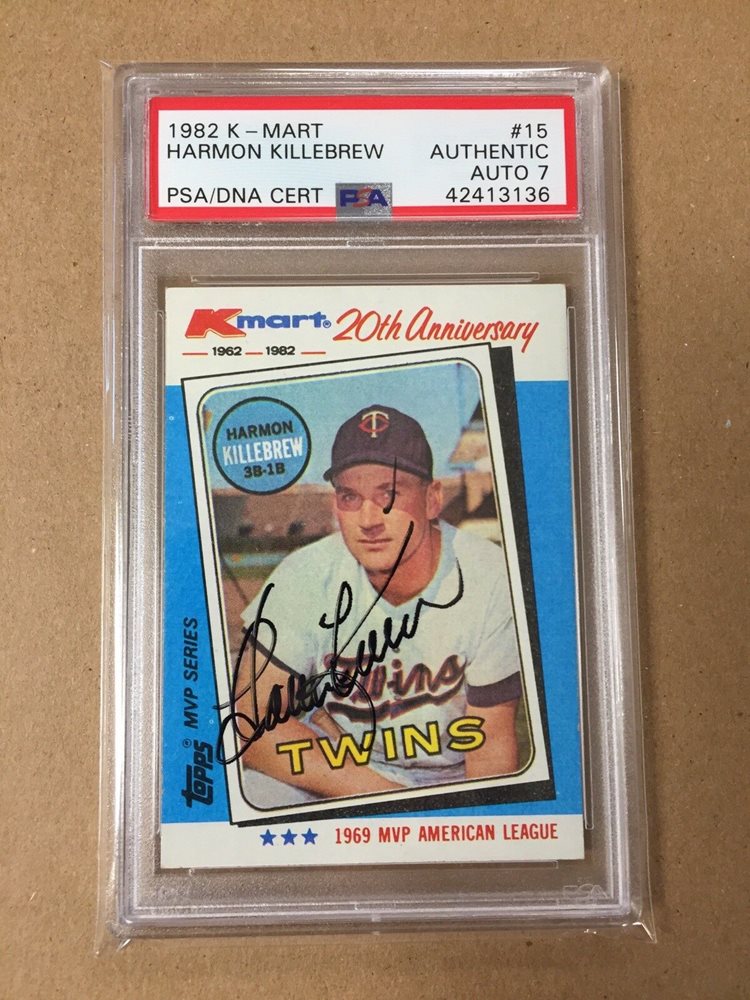 1982 K-MART #15
HARMON KILLEBREW AUTHENTIC
AUTO 7
PSA/DNA CERT PSA 42413136
Kmart® 20th Anniversary
1962 — 1982
HARMON
KILLEBREW
3B-1B
TC
Twins
TWINS
topps® MVP SERIES
★★★ 1969 MVP AMERICAN LEAGUE